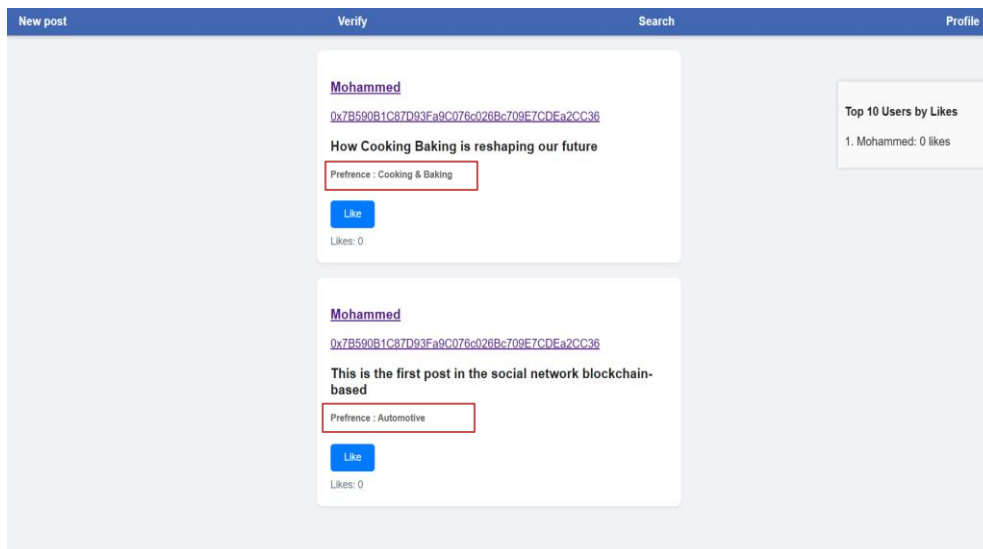 New post Verify Search Profile
Mohammed
0x7B590B1C87D93Fa9C076c026Bc709E7CDEa2CC36
How Cooking Baking is reshaping our future
Prefrence : Cooking & Baking
Like
Likes: 0
Mohammed
0x7B590B1C87D93Fa9C076c026Bc709E7CDEa2CC36
This is the first post in the social network blockchain-
based
Prefrence : Automotive
Like
Likes: 0
Top 10 Users by Likes
1. Mohammed: 0 likes